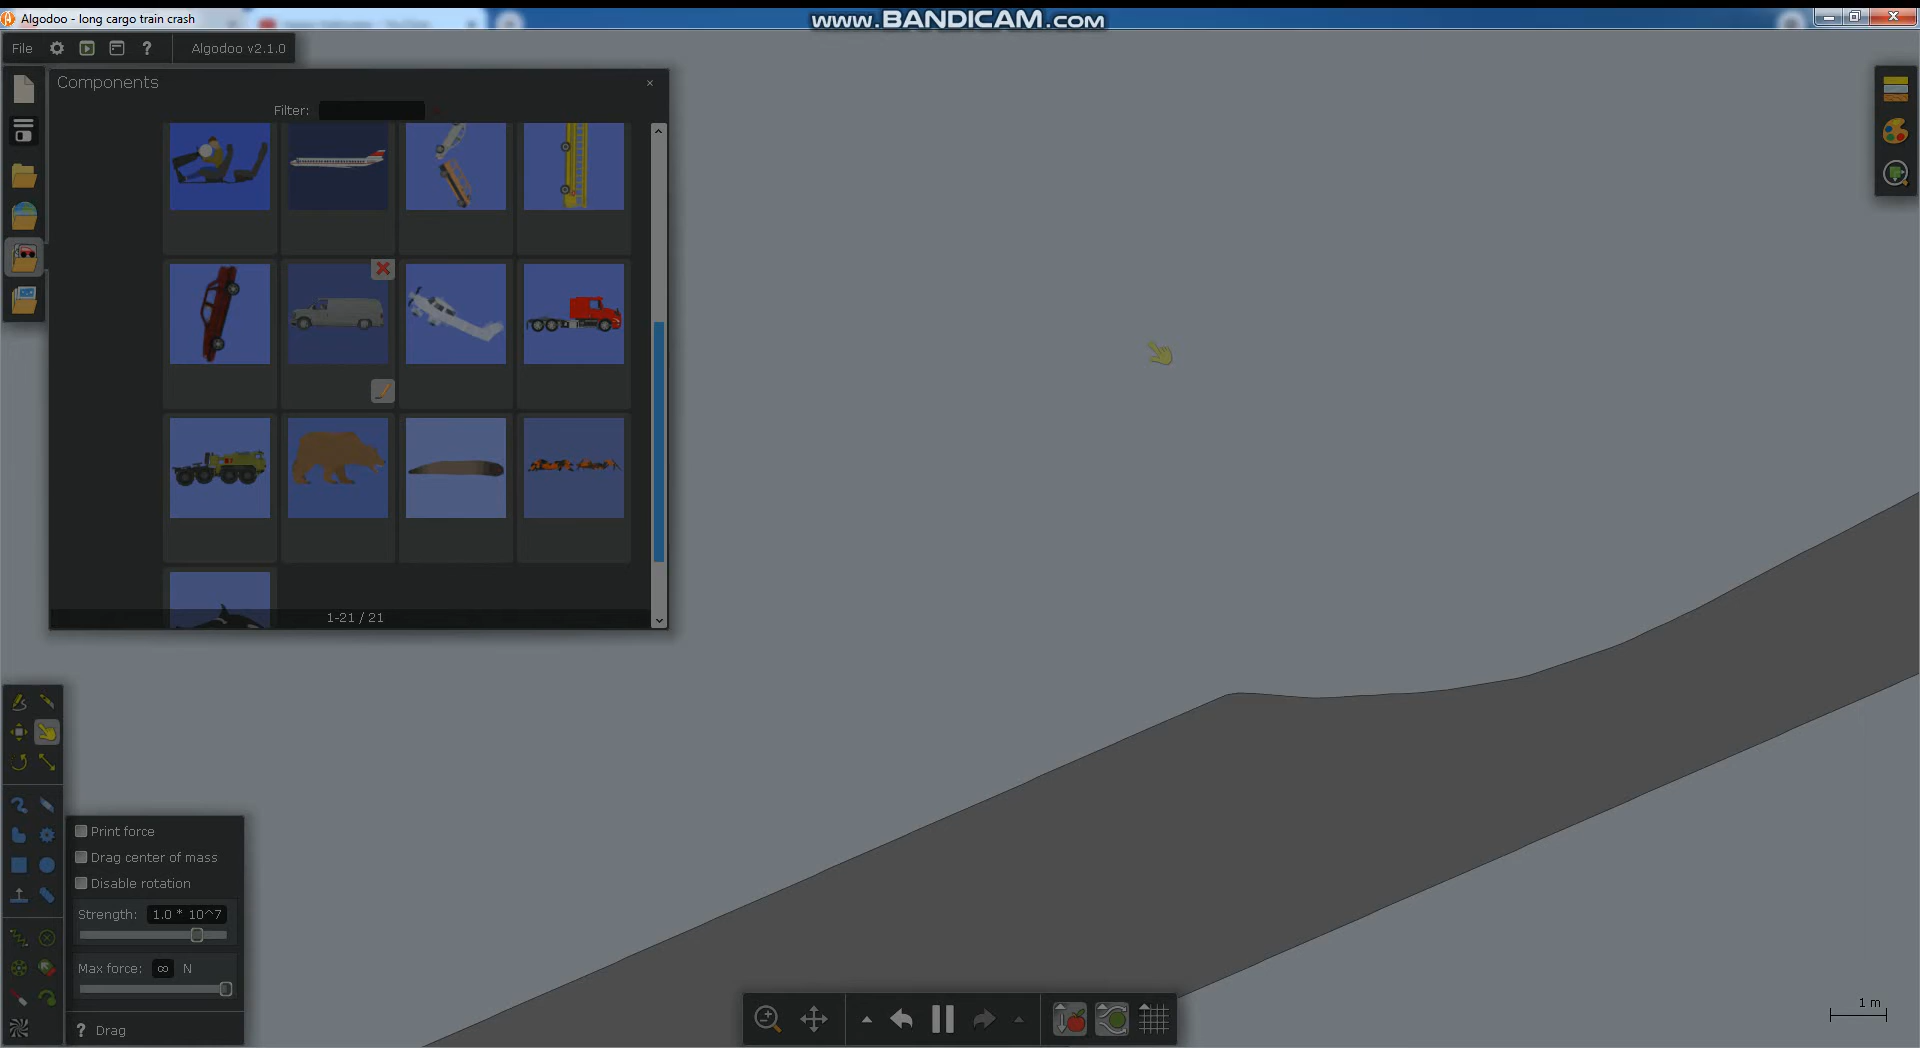 Algodoo - long cargo train crash
www.BANDICAM.com
File
?
Algodoo v2.1.0
Components
Filter:
1-21 / 21
Print force
Drag center of mass
Disable rotation
Strength: 1.0 * 10^7
Max force: ∞ N
? Drag
1 m